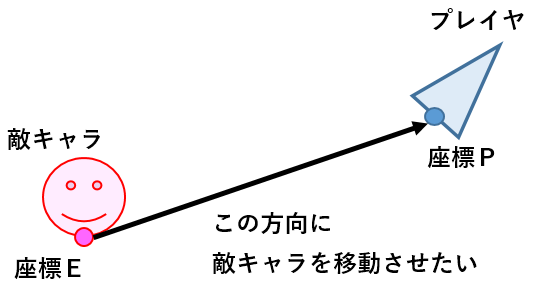 プレイヤ
敵キャラ
座標P
この方向に
座標E
敵キャラを移動させたい